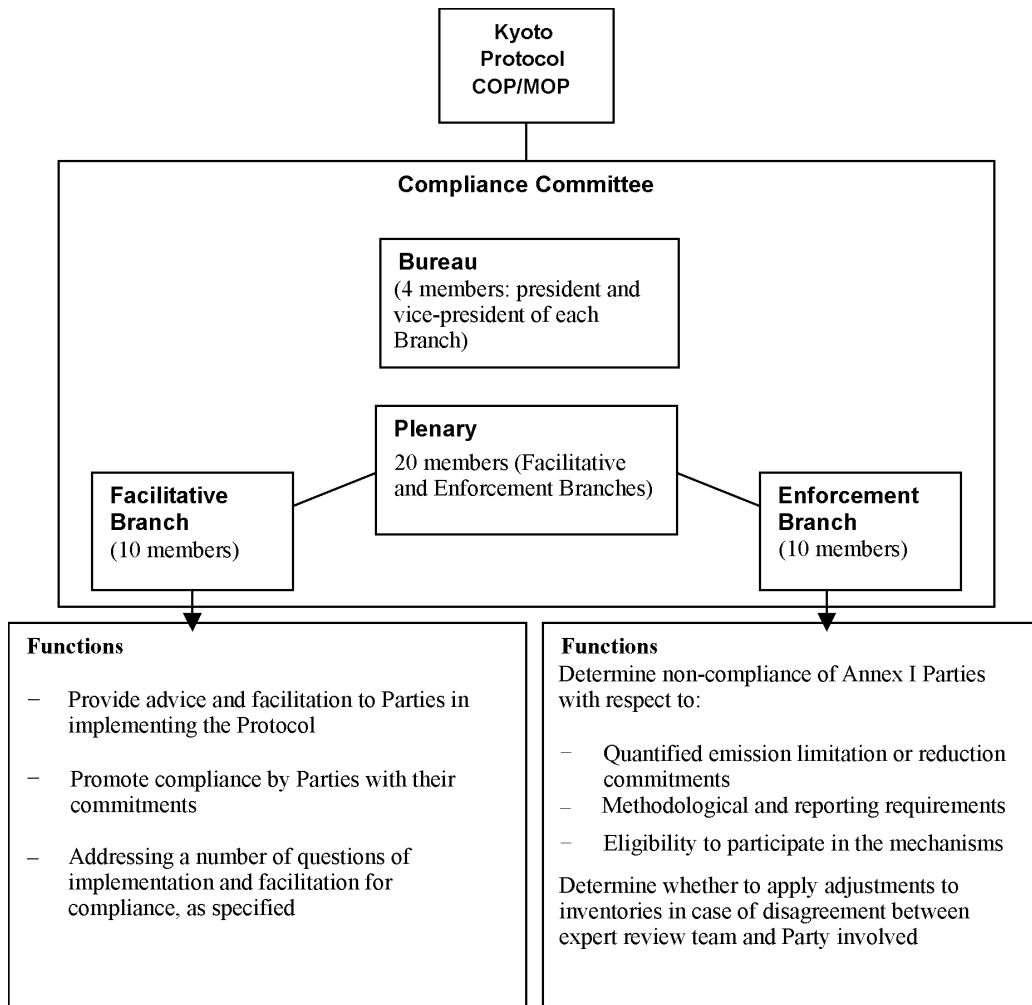 Kyoto
Protocol
COP/MOP
Compliance Committee
Bureau
(4 members: president and
vice-president of each
Branch)
Plenary
20 members (Facilitative
and Enforcement Branches)
Facilitative
Branch
(10 members)
Enforcement
Branch
(10 members)
Functions
– Provide advice and facilitation to Parties in
implementing the Protocol
– Promote compliance by Parties with their
commitments
– Addressing a number of questions of
implementation and facilitation for
compliance, as specified
Functions
Determine non-compliance of Annex I Parties
with respect to:
– Quantified emission limitation or reduction
commitments
– Methodological and reporting requirements
– Eligibility to participate in the mechanisms
Determine whether to apply adjustments to
inventories in case of disagreement between
expert review team and Party involved